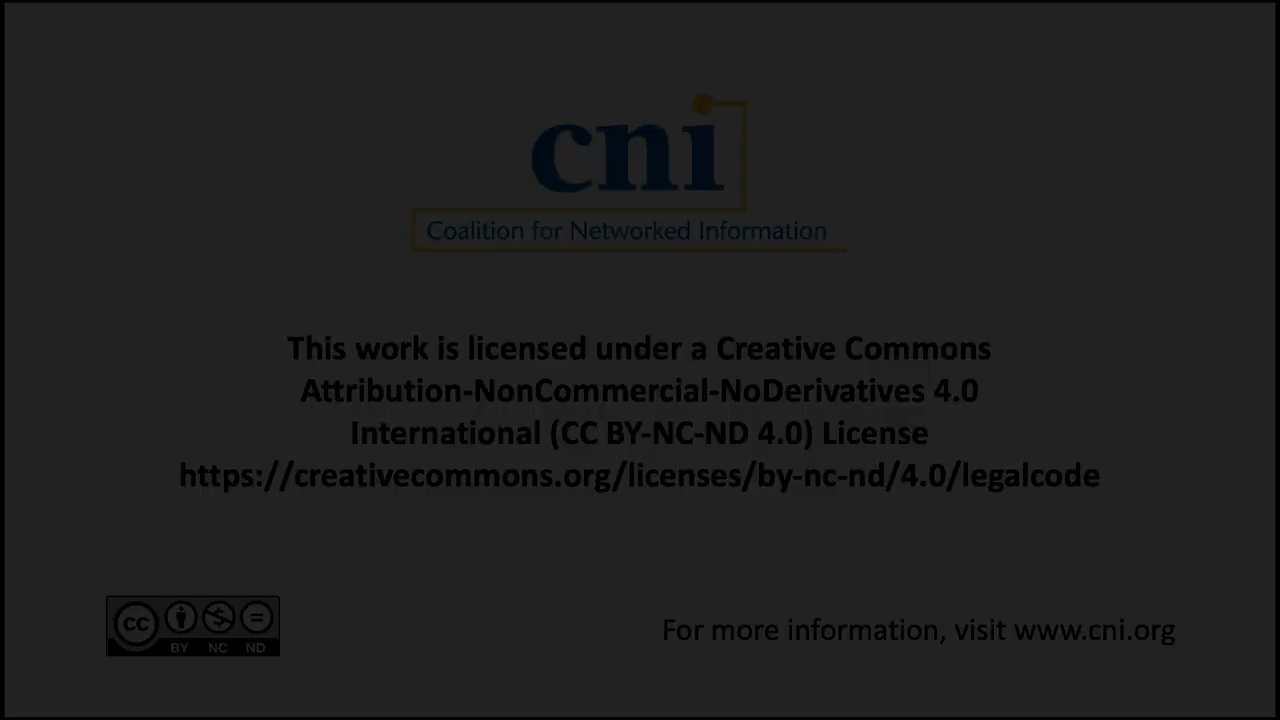 cni
Coalition for Networked Information
This work is licensed under a Creative Commons
Attribution-NonCommercial-NoDerivatives 4.0
International (CC BY-NC-ND 4.0) License
https://creativecommons.org/licenses/by-nc-nd/4.0/legalcode
cc BY NC ND
For more information, visit www.cni.org